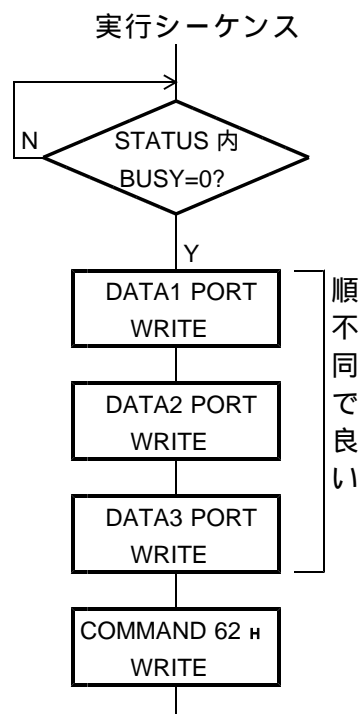 実行シーケンス
STATUS 内
BUSY=0?
N
Y
DATA1 PORT
WRITE
DATA2 PORT
WRITE
DATA3 PORT
WRITE
順不同で良い
COMMAND 62 H
WRITE